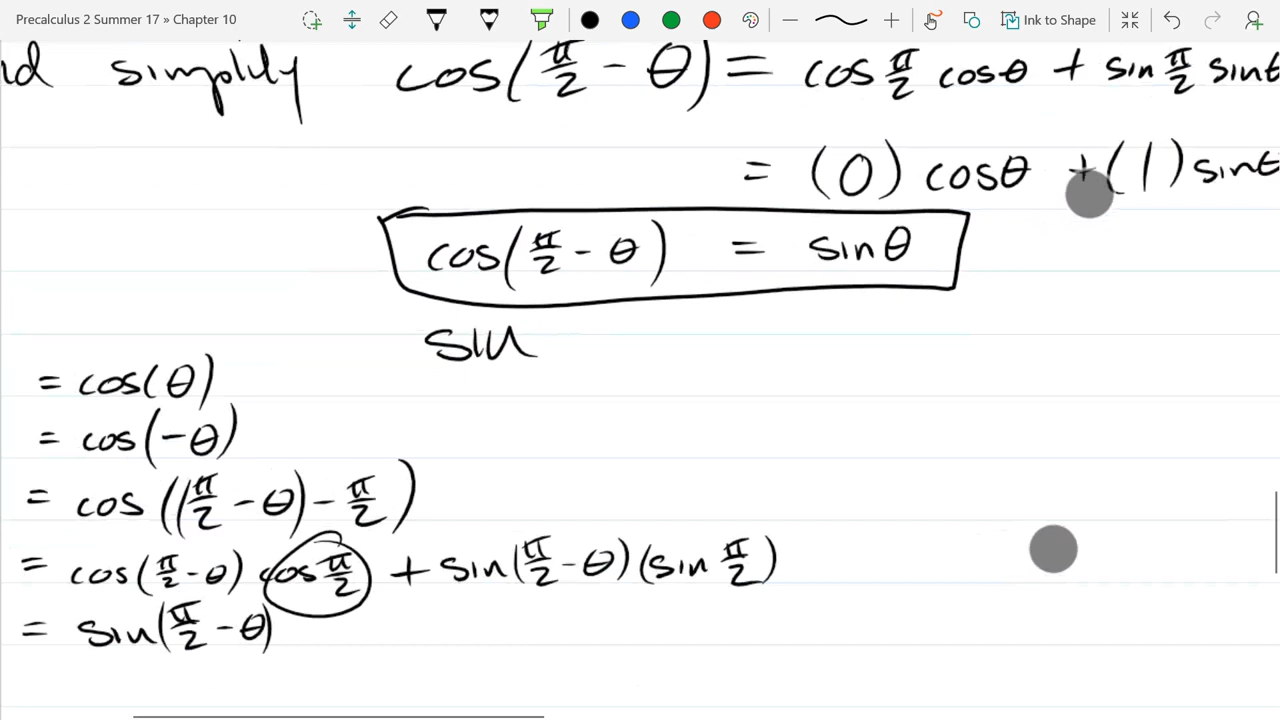 Precalculus 2 Summer 17 » Chapter 10
Ink to Shape
simplify cos(π/2 - θ) = cos π/2 cosθ + sin π/2
= (0) cosθ + (1)
cos(π/2 - θ) = sinθ
sin
= cos(θ)
= cos(-θ)
= cos((π/2 - θ) - π/2)
= cos(π/2 - θ) cos π/2 + sin(π/2 - θ)(sin π/2)
= sin(π/2 - θ)